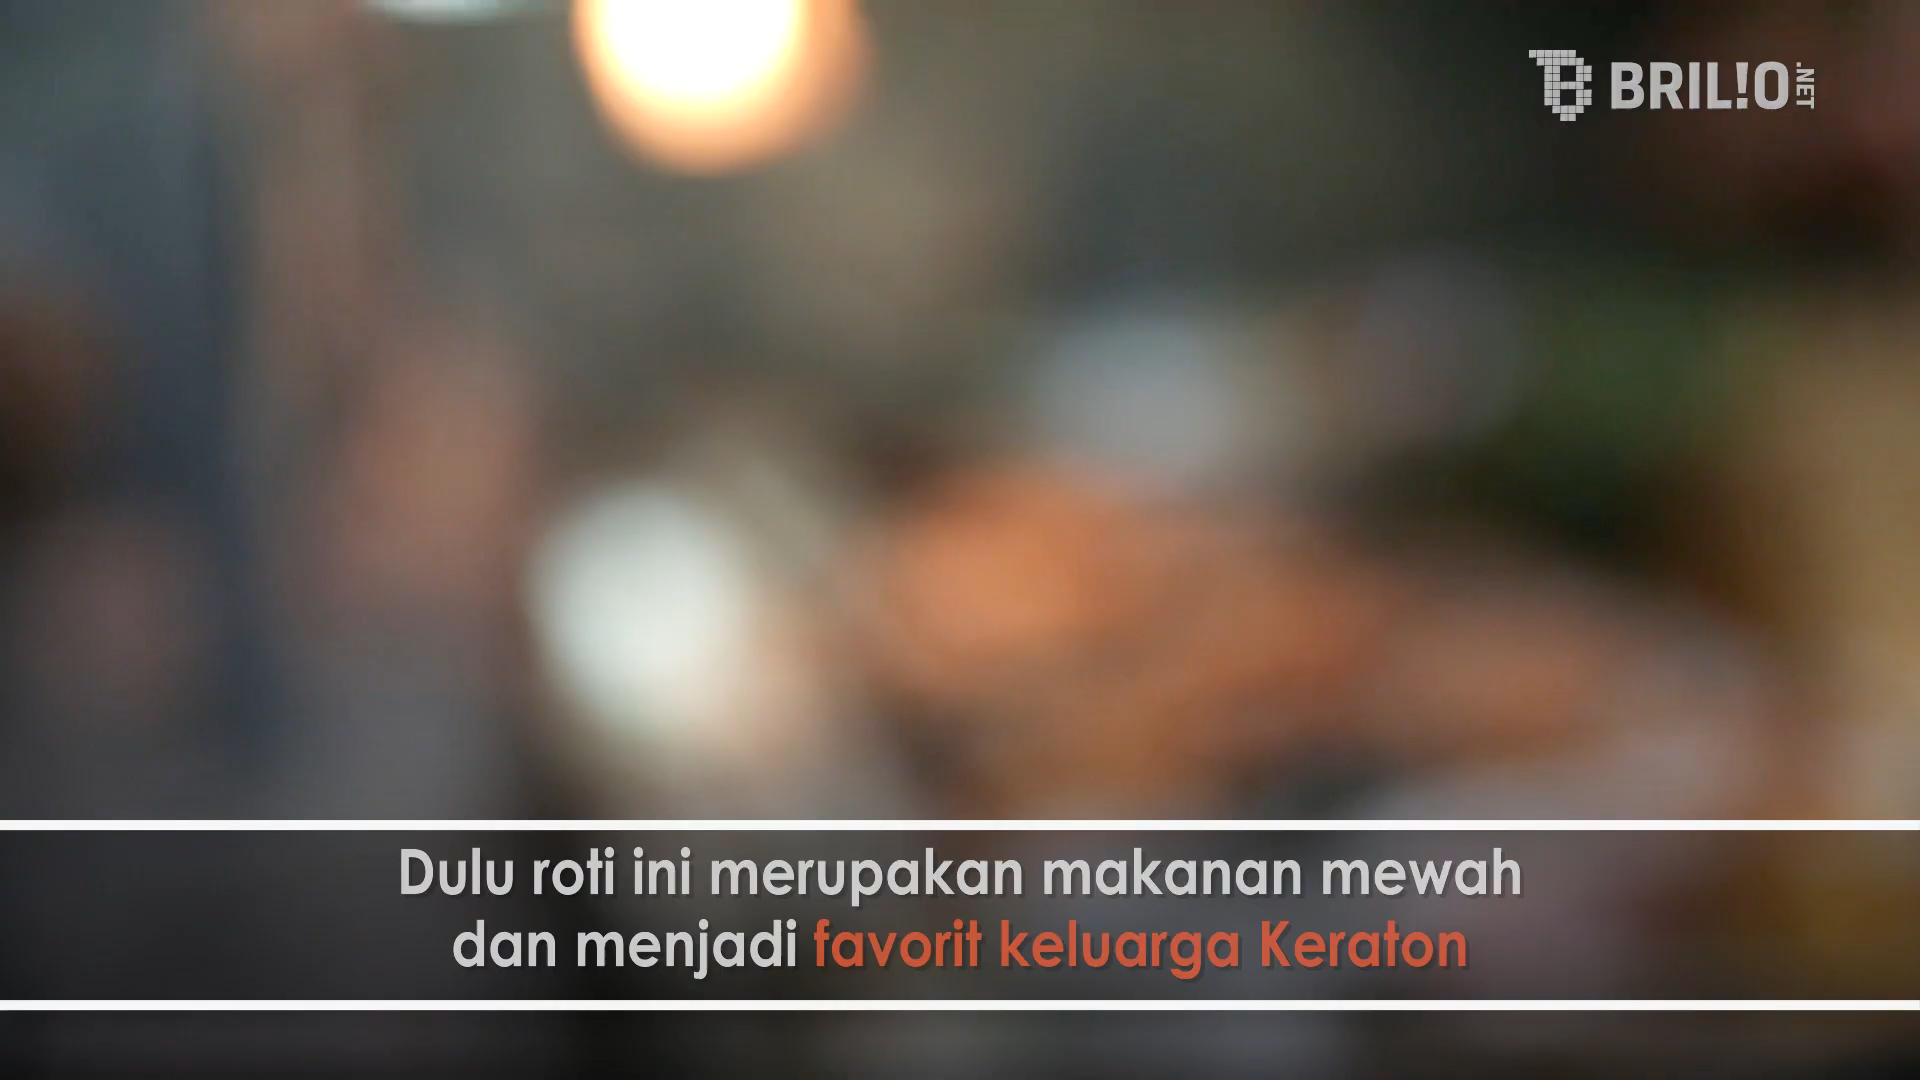 BRIL!O.NET
Dulu roti ini merupakan makanan mewah
dan menjadi favorit keluarga Keraton